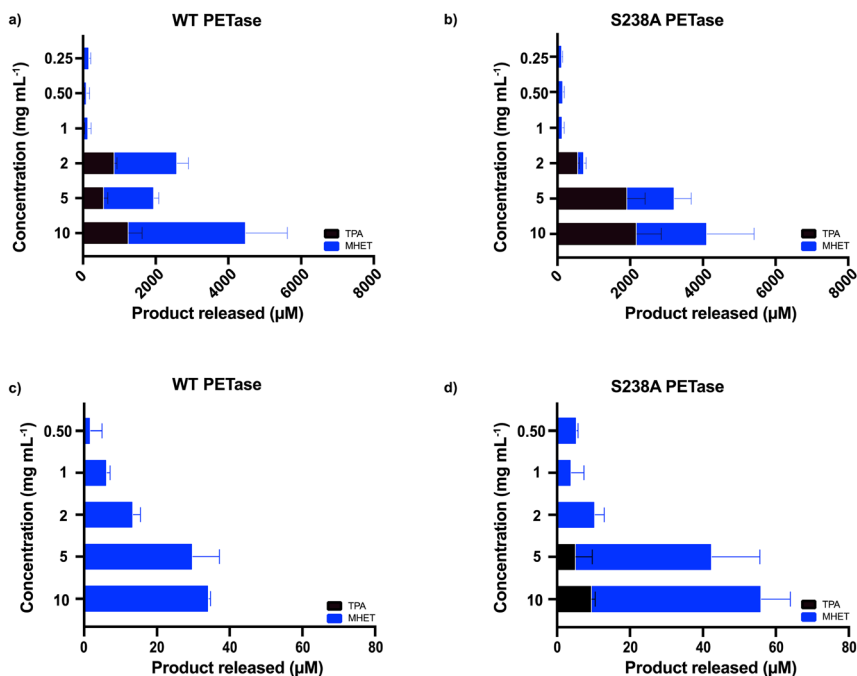 a) WT PETase
Concentration (mg mL⁻¹)
0.25
0.50
1
2
5
10
TPA
MHET
0 2000 4000 6000 8000
Product released (µM)
b) S238A PETase
Concentration (mg mL⁻¹)
0.25
0.50
1
2
5
10
TPA
MHET
0 2000 4000 6000 8000
Product released (µM)
c) WT PETase
Concentration (mg mL⁻¹)
0.50
1
2
5
10
TPA
MHET
0 20 40 60 80
Product released (µM)
d) S238A PETase
Concentration (mg mL⁻¹)
0.50
1
2
5
10
TPA
MHET
0 20 40 60 80
Product released (µM)